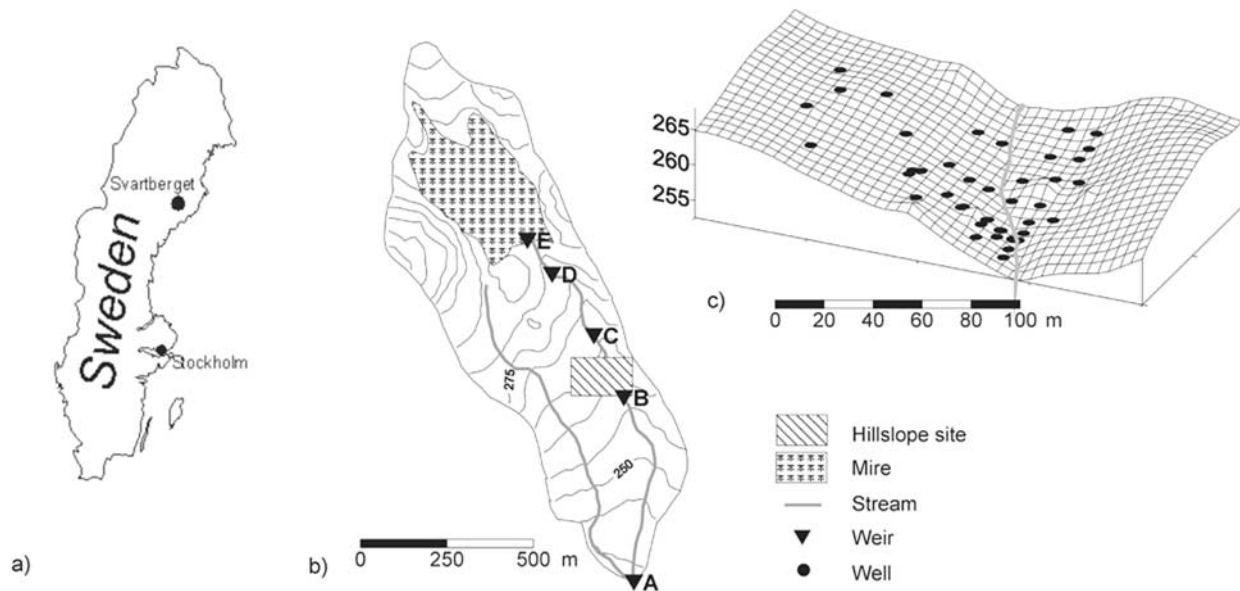 Svartberget
Sweden
Stockholm
a)
E
D
C
B
A
275
250
0 250 500 m
b)
265
260
255
c)
0 20 40 60 80 100 m
Hillslope site
Mire
Stream
Weir
Well